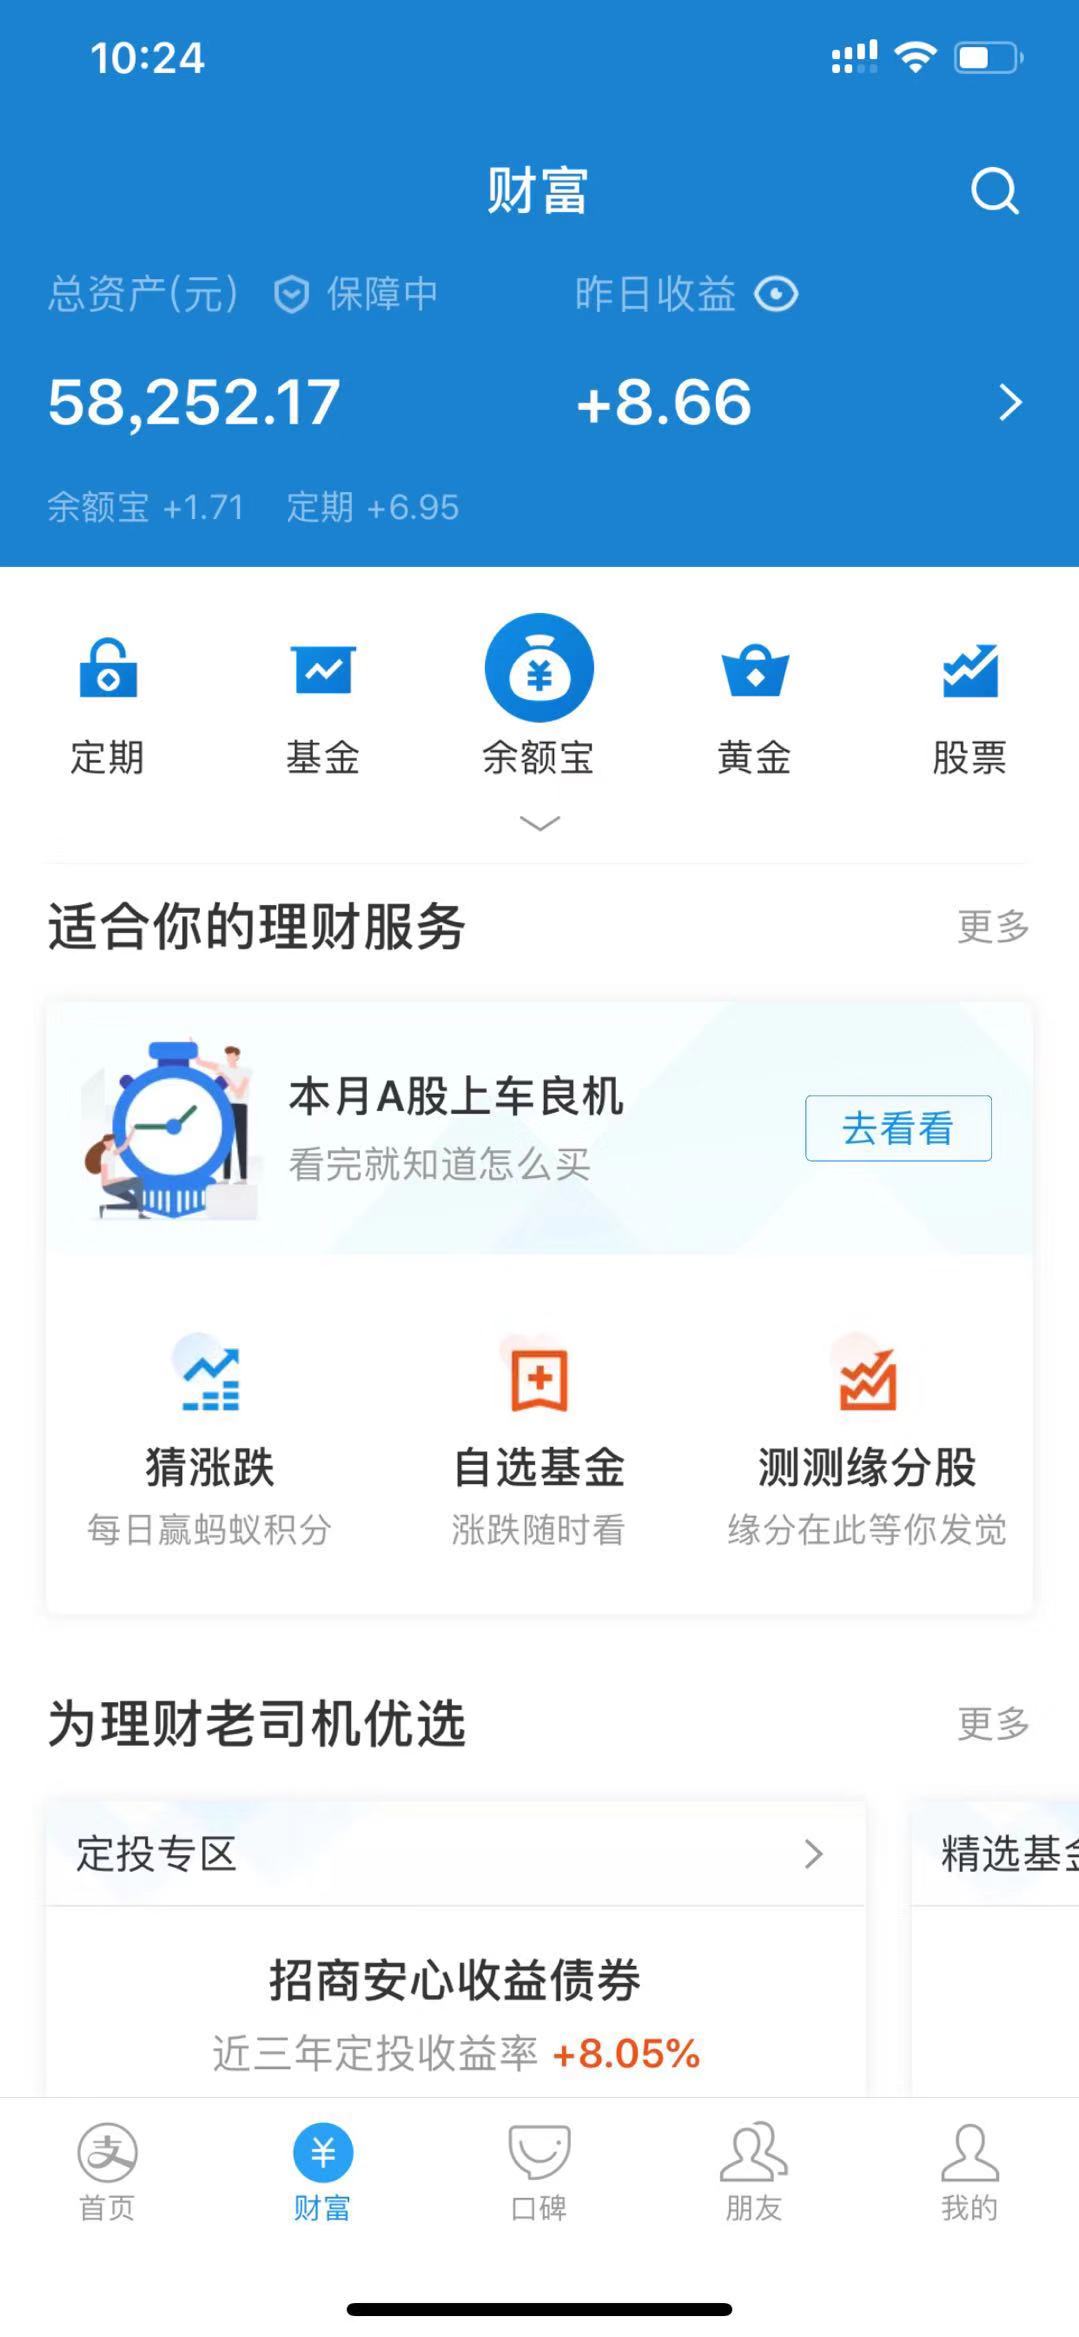 10:24
财富
总资产(元) 保障中 昨日收益
58,252.17 +8.66
余额宝 +1.71 定期 +6.95
定期 基金 余额宝 黄金 股票
适合你的理财服务 更多
本月A股上车良机
看完就知道怎么买
去看看
猜涨跌 自选基金 测测缘分股
每日赢蚂蚁积分 涨跌随时看 缘分在此等你发觉
为理财老司机优选 更多
定投专区 精选基金
招商安心收益债券
近三年定投收益率 +8.05%
首页 财富 口碑 朋友 我的